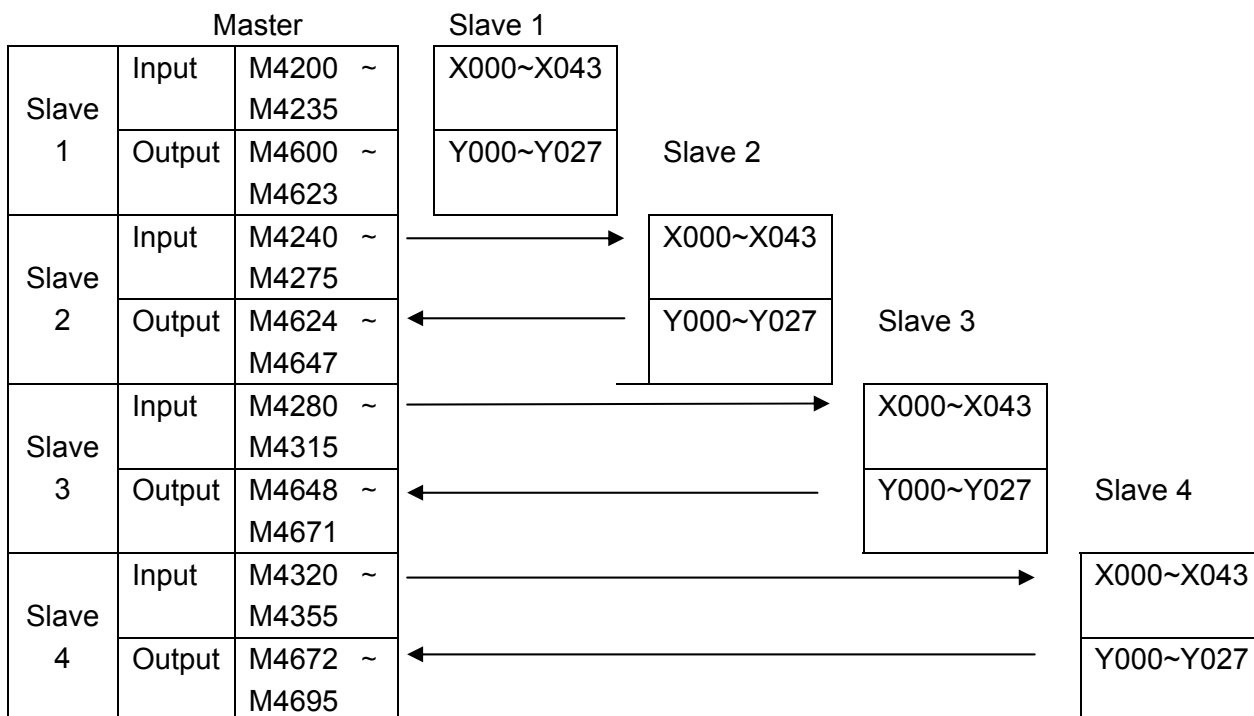 Master Slave 1
Input M4200 ~ X000~X043
Slave M4235
1 Output M4600 ~ Y000~Y027 Slave 2
M4623
Input M4240 ~ X000~X043
Slave M4275
2 Output M4624 ~ Y000~Y027 Slave 3
M4647
Input M4280 ~ X000~X043
Slave M4315
3 Output M4648 ~ Y000~Y027 Slave 4
M4671
Input M4320 ~ X000~X043
Slave M4355
4 Output M4672 ~ Y000~Y027
M4695